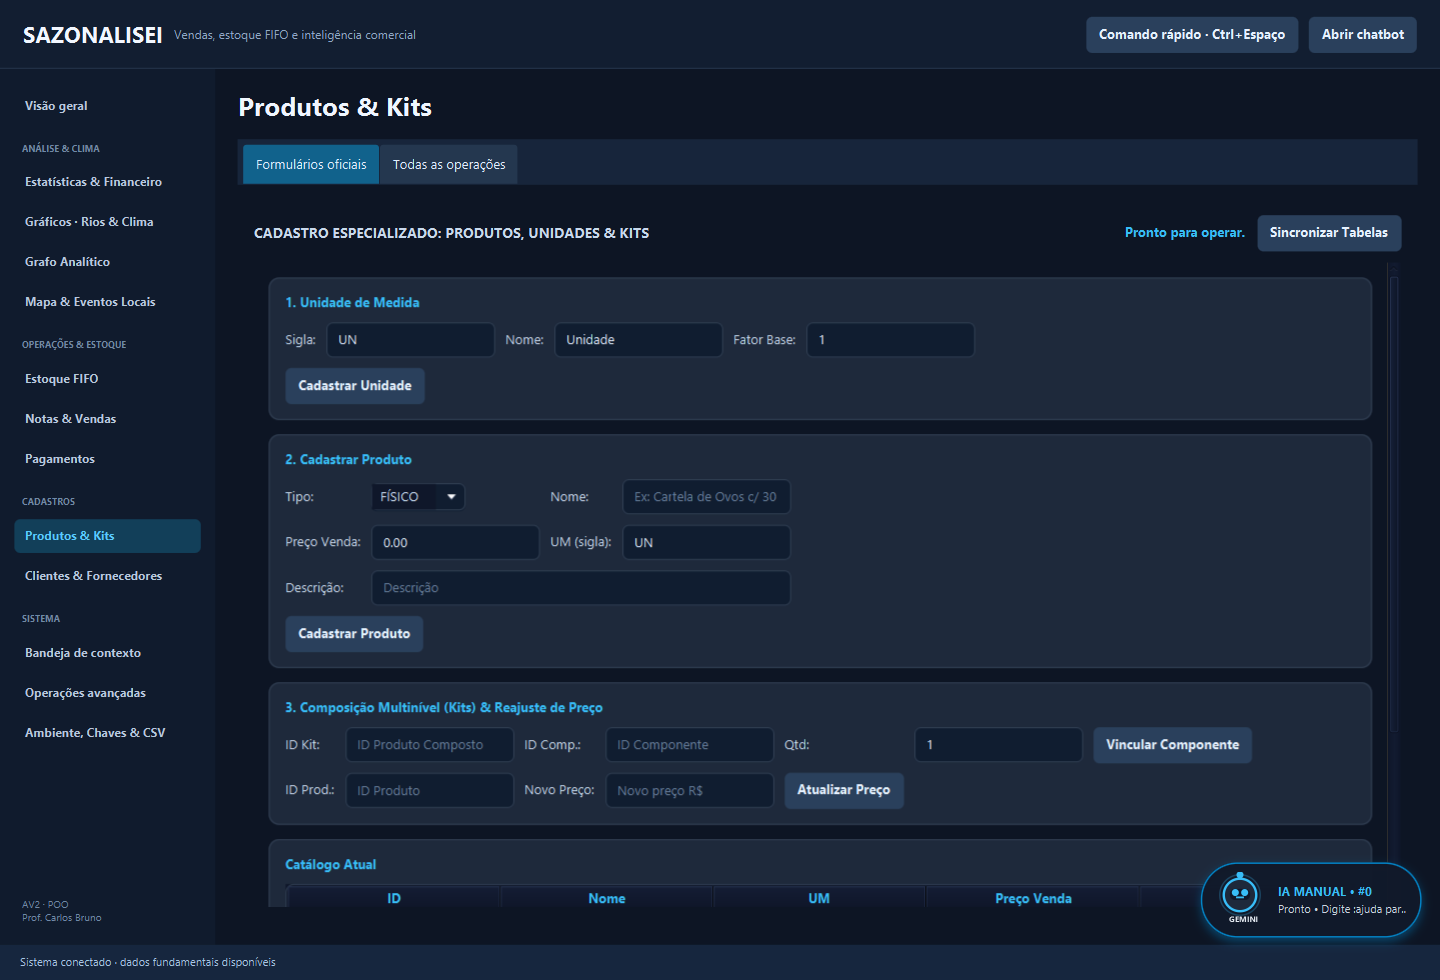 SAZONALISEI Vendas, estoque FIFO e inteligência comercial Comando rápido · Ctrl+Espaço Abrir chatbot
Visão geral
ANÁLISE & CLIMA
Estatísticas & Financeiro
Gráficos · Rios & Clima
Grafo Analítico
Mapa & Eventos Locais
OPERAÇÕES & ESTOQUE
Estoque FIFO
Notas & Vendas
Pagamentos
CADASTROS
Produtos & Kits
Clientes & Fornecedores
SISTEMA
Bandeja de contexto
Operações avançadas
Ambiente, Chaves & CSV
AV2 · POO
Prof. Carlos Bruno
Produtos & Kits
Formulários oficiais Todas as operações
CADASTRO ESPECIALIZADO: PRODUTOS, UNIDADES & KITS Pronto para operar. Sincronizar Tabelas
1. Unidade de Medida
Sigla: UN Nome: Unidade Fator Base: 1
Cadastrar Unidade
2. Cadastrar Produto
Tipo: FÍSICO Nome: Ex: Cartela de Ovos c/ 30
Preço Venda: 0.00 UM (sigla): UN
Descrição: Descrição
Cadastrar Produto
3. Composição Multinível (Kits) & Reajuste de Preço
ID Kit: ID Produto Composto ID Comp.: ID Componente Qtd: 1 Vincular Componente
ID Prod.: ID Produto Novo Preço: Novo preço R$ Atualizar Preço
Catálogo Atual
ID Nome UM Preço Venda
IA MANUAL • #0
Pronto • Digite :ajuda par..
GEMINI
Sistema conectado · dados fundamentais disponíveis